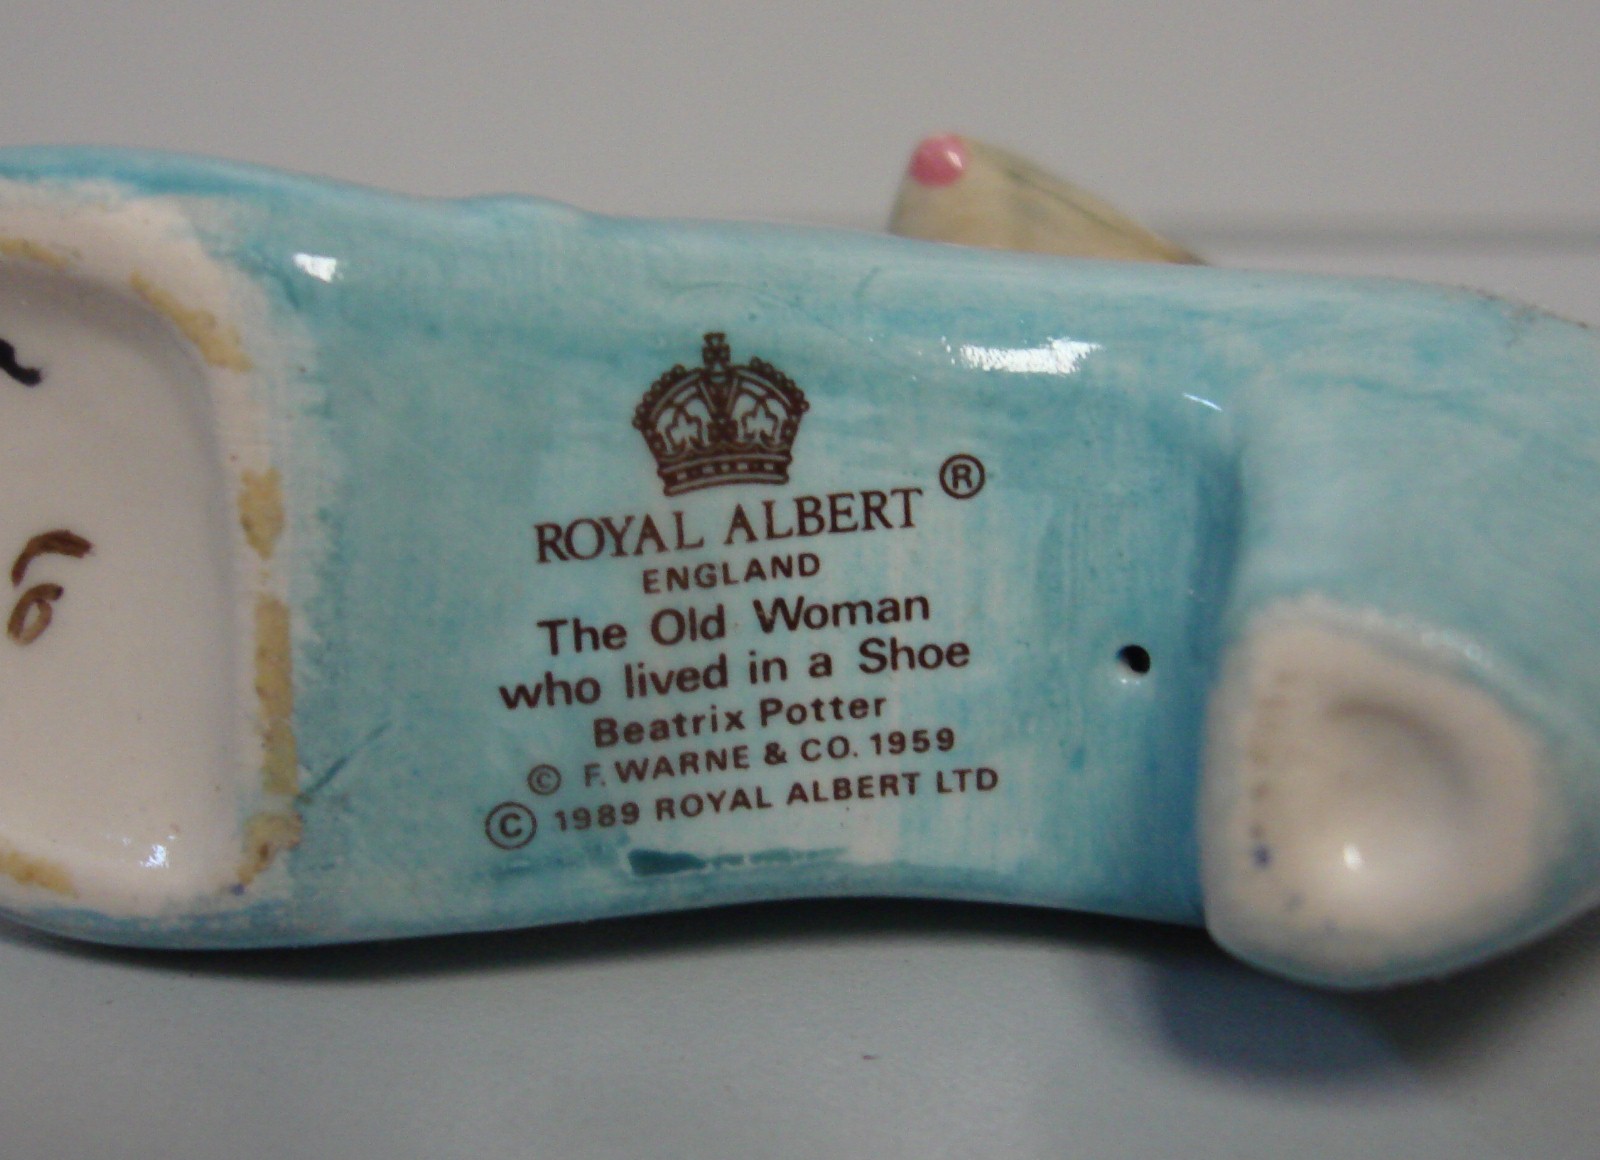 ROYAL ALBERT ®
ENGLAND
The Old Woman
who lived in a Shoe
Beatrix Potter
© F. WARNE & CO. 1959
© 1989 ROYAL ALBERT LTD